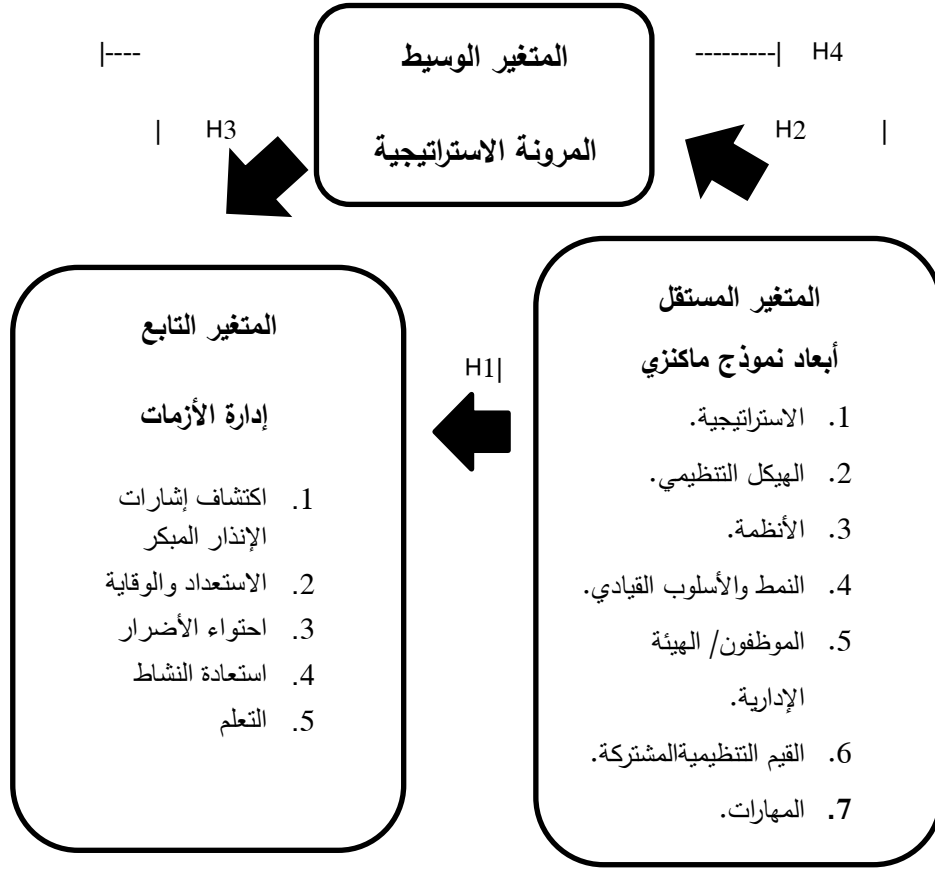 المتغير الوسيط
المرونة الاستراتيجية
|----
---------| H4
| H3
H2 |
المتغير المستقل
أبعاد نموذج ماكنزي
1. الاستراتيجية.
2. الهيكل التنظيمي.
3. الأنظمة.
4. النمط والأسلوب القيادي.
5. الموظفون/ الهيئة
الإدارية.
6. القيم التنظيميةالمشتركة.
7. المهارات.
H1|
المتغير التابع
إدارة الأزمات
1. اكتشاف إشارات
الإنذار المبكر
2. الاستعداد والوقاية
3. احتواء الأضرار
4. استعادة النشاط
5. التعلم